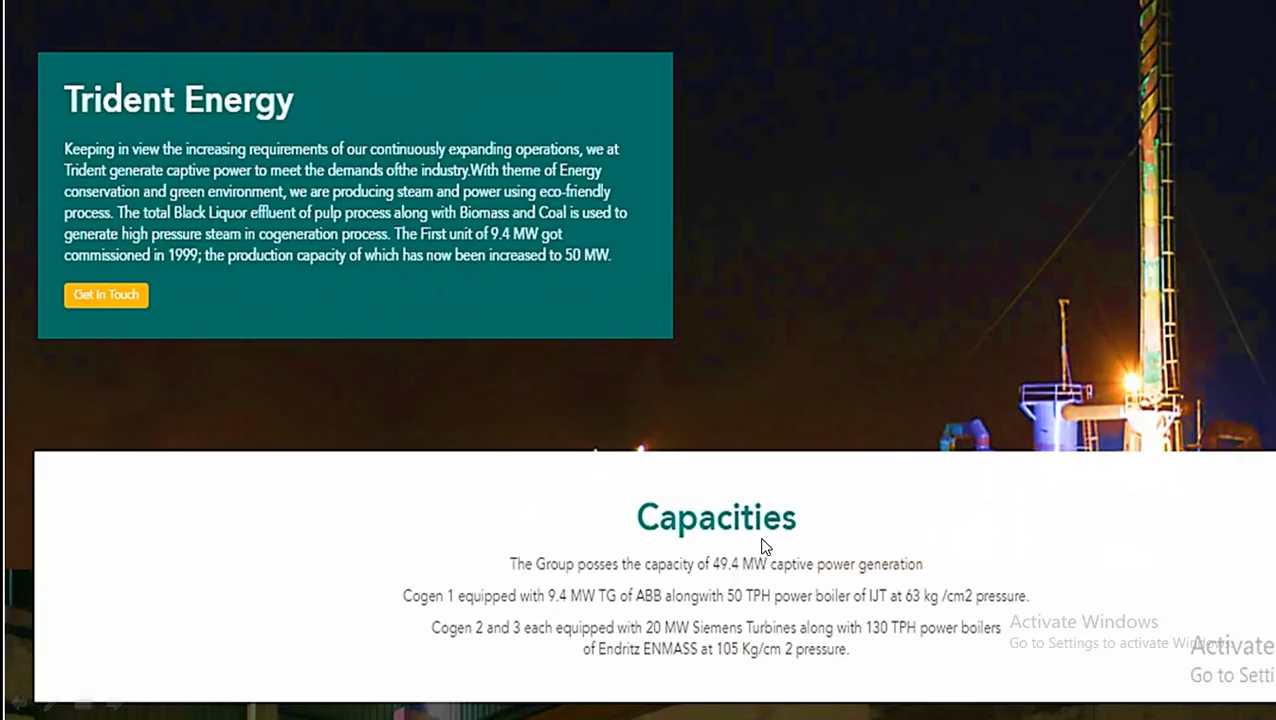 Trident Energy
Keeping in view the increasing requirements of our continuously expanding operations, we at
Trident generate captive power to meet the demands ofthe industry.With theme of Energy
conservation and green environment, we are producing steam and power using eco-friendly
process. The total Black Liquor effluent of pulp process along with Biomass and Coal is used to
generate high pressure steam in cogeneration process. The First unit of 9.4 MW got
commissioned in 1999; the production capacity of which has now been increased to 50 MW.
Get In Touch
Capacities
The Group posses the capacity of 49.4 MW captive power generation
Cogen 1 equipped with 9.4 MW TG of ABB alongwith 50 TPH power boiler of IJT at 63 kg /cm2 pressure.
Cogen 2 and 3 each equipped with 20 MW Siemens Turbines along with 130 TPH power boilers
of Endritz ENMASS at 105 Kg/cm 2 pressure.
Activate Windows
Go to Settings to activate Windows.
Activate
Go to Setti